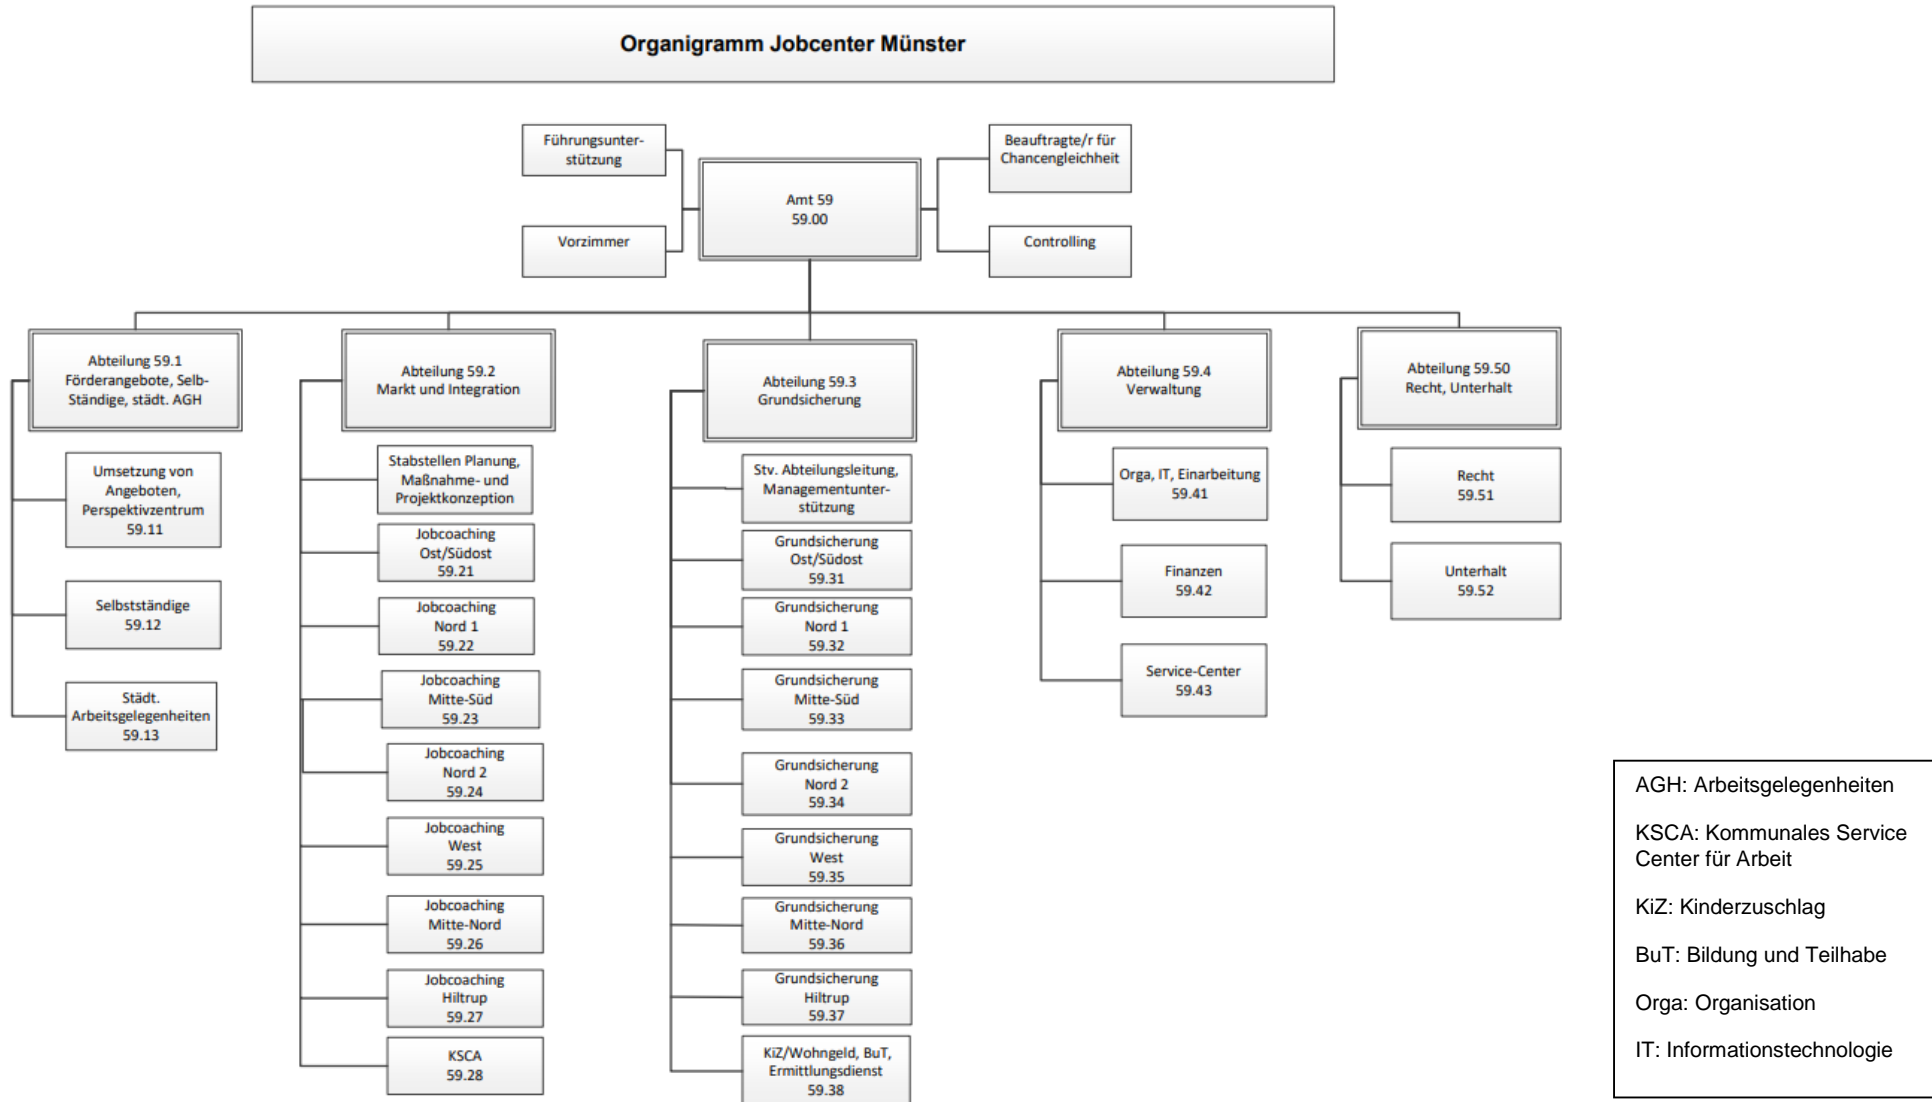 Organigramm Jobcenter Münster
Führungsunter-
stützung
Beauftragte/r für
Chancengleichheit
Amt 59
59.00
Vorzimmer
Controlling
Abteilung 59.1
Förderangebote, Selb-
Ständige, städt. AGH
Umsetzung von
Angeboten,
Perspektivzentrum
59.11
Selbstständige
59.12
Städt.
Arbeitsgelegenheiten
59.13
Abteilung 59.2
Markt und Integration
Stabstellen Planung,
Maßnahme- und
Projektkonzeption
Jobcoaching
Ost/Südost
59.21
Jobcoaching
Nord 1
59.22
Jobcoaching
Mitte-Süd
59.23
Jobcoaching
Nord 2
59.24
Jobcoaching
West
59.25
Jobcoaching
Mitte-Nord
59.26
Jobcoaching
Hiltrup
59.27
KSCA
59.28
Abteilung 59.3
Grundsicherung
Stv. Abteilungsleitung,
Managementunter-
stützung
Grundsicherung
Ost/Südost
59.31
Grundsicherung
Nord 1
59.32
Grundsicherung
Mitte-Süd
59.33
Grundsicherung
Nord 2
59.34
Grundsicherung
West
59.35
Grundsicherung
Mitte-Nord
59.36
Grundsicherung
Hiltrup
59.37
KiZ/Wohngeld, BuT,
Ermittlungsdienst
59.38
Abteilung 59.4
Verwaltung
Orga, IT, Einarbeitung
59.41
Finanzen
59.42
Service-Center
59.43
Abteilung 59.50
Recht, Unterhalt
Recht
59.51
Unterhalt
59.52
AGH: Arbeitsgelegenheiten
KSCA: Kommunales Service
Center für Arbeit
KiZ: Kinderzuschlag
BuT: Bildung und Teilhabe
Orga: Organisation
IT: Informationstechnologie